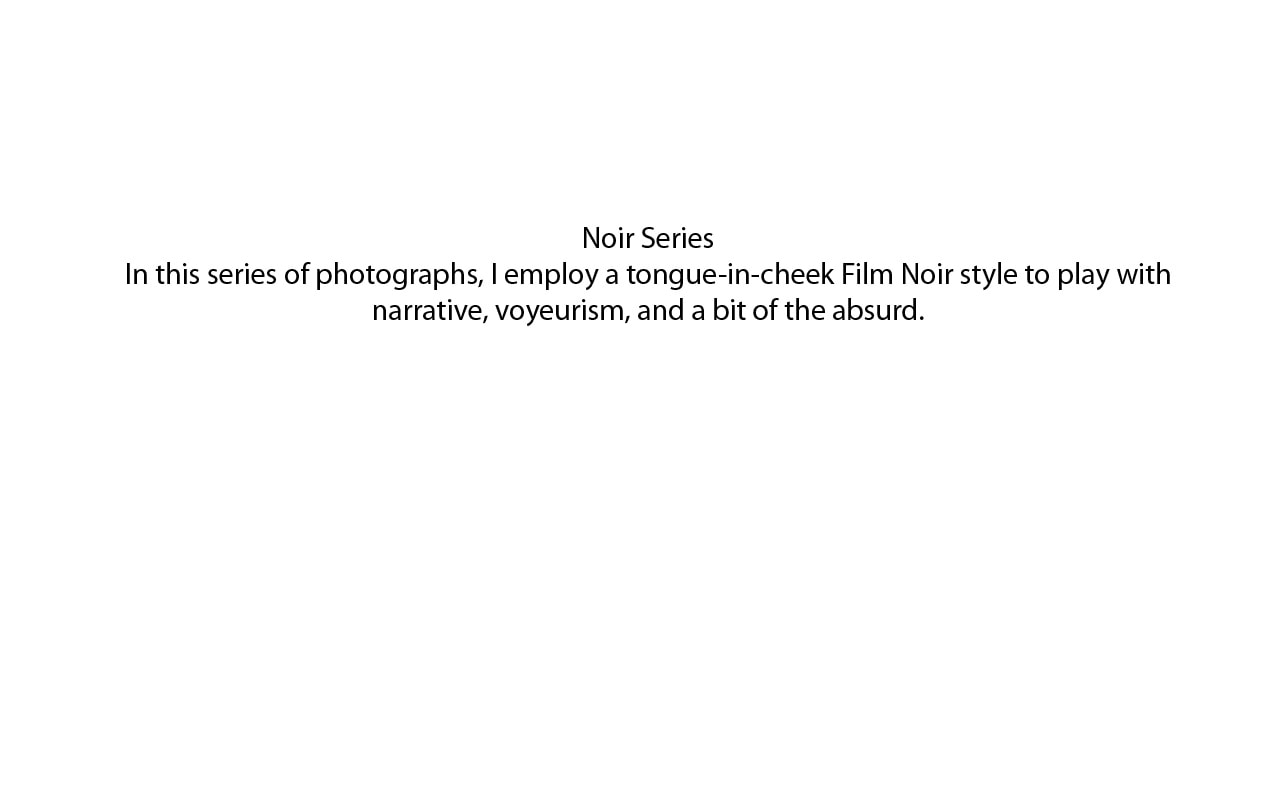 Noir Series
In this series of photographs, I employ a tongue-in-cheek Film Noir style to play with
narrative, voyeurism, and a bit of the absurd.